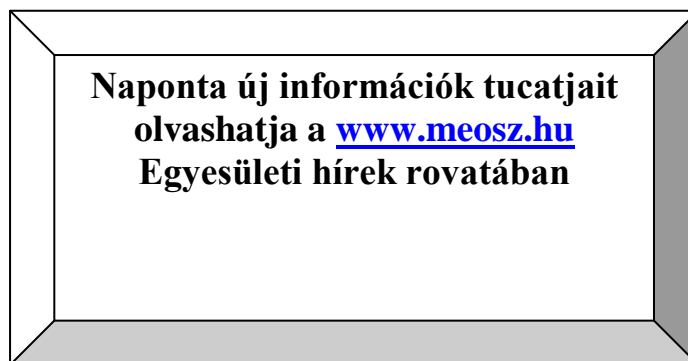 Naponta új információk tucatjait
olvashatja a www.meosz.hu
Egyesületi hírek rovatában